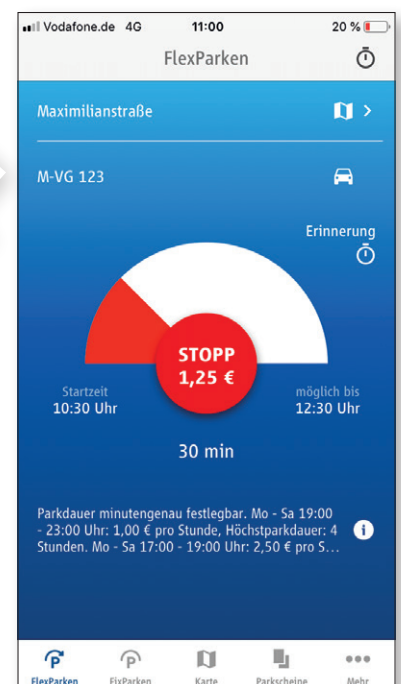 Vodafone.de 4G 11:00 20 %
FlexParken
Maximilianstraße
M-VG 123
Erinnerung
STOPP
1,25 €
Startzeit
10:30 Uhr
möglich bis
12:30 Uhr
30 min
Parkdauer minutengenau festlegbar. Mo - Sa 19:00
- 23:00 Uhr: 1,00 € pro Stunde, Höchstparkdauer: 4
Stunden. Mo - Sa 17:00 - 19:00 Uhr: 2,50 € pro S...
FlexParken FixParken Karte Parkscheine Mehr